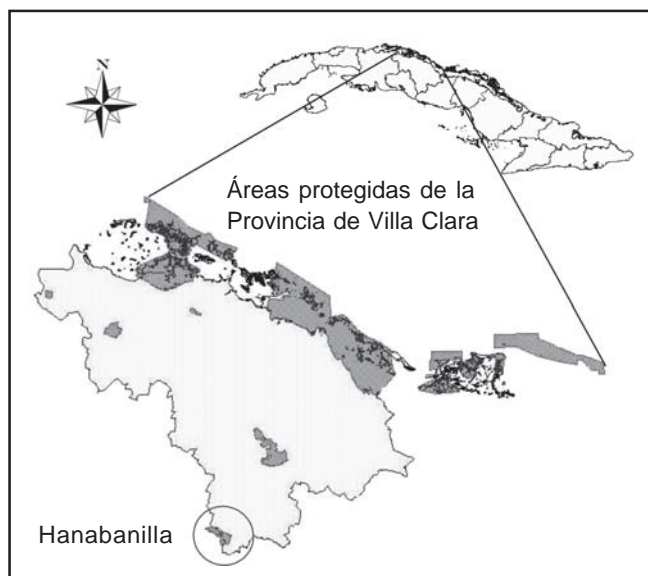 N
Áreas protegidas de la
Provincia de Villa Clara
Hanabanilla